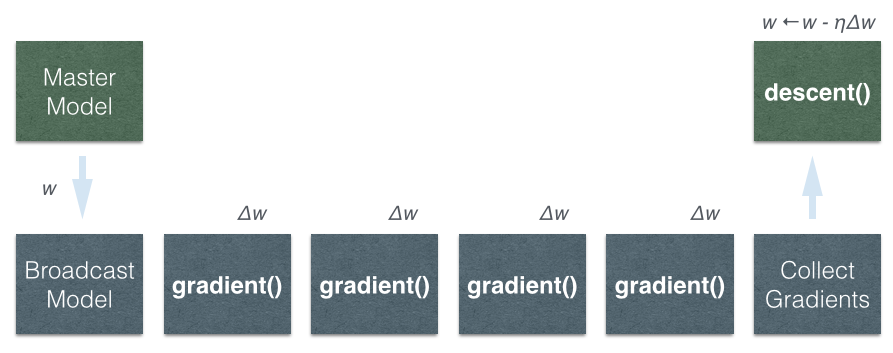 w ← w - ηΔw
Master
Model
descent()
w
Δw
Δw
Δw
Δw
Broadcast
Model
gradient()
gradient()
gradient()
gradient()
Collect
Gradients